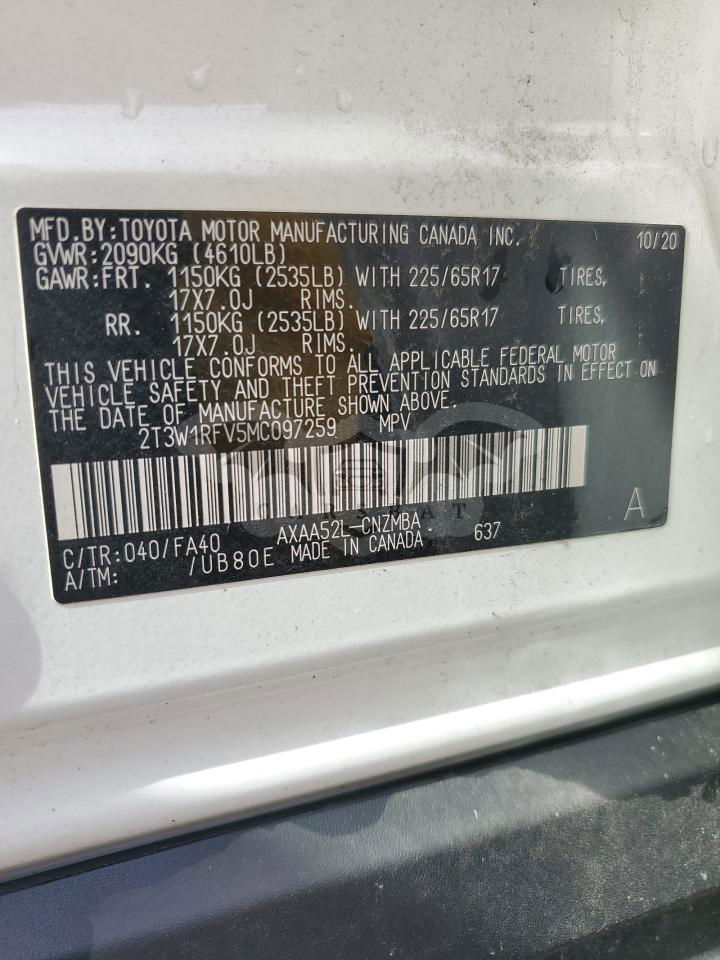 MFD.BY:TOYOTA MOTOR MANUFACTURING CANADA INC. 10/20
GVWR:2090KG (4610LB)
GAWR:FRT. 1150KG (2535LB) WITH 225/65R17 TIRES,
17X7.0J RIMS.
RR. 1150KG (2535LB) WITH 225/65R17 TIRES,
17X7.0J RIMS.
THIS VEHICLE CONFORMS TO ALL APPLICABLE FEDERAL MOTOR
VEHICLE SAFETY AND THEFT PREVENTION STANDARDS IN EFFECT ON
THE DATE OF MANUFACTURE SHOWN ABOVE.
2T3W1RFV5MC097259 MPV
CARSBAT
A
C/TR:040/FA40 AXAA52L-CNZMBA 637
A/TM: /UB80E MADE IN CANADA